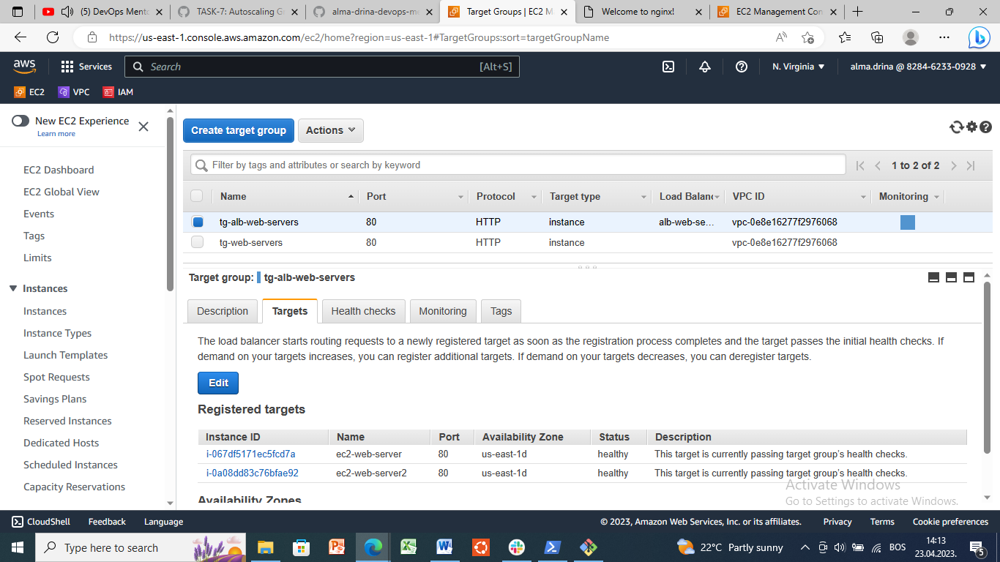 (5) DevOps Mento
TASK-7: Autoscaling G
alma-drina-devops-me
Target Groups | EC2 M
Welcome to nginx!
EC2 Management Con
https://us-east-1.console.aws.amazon.com/ec2/home?region=us-east-1#TargetGroups:sort=targetGroupName
aws
Services
Search
[Alt+S]
N. Virginia
alma.drina @ 8284-6233-0928
EC2
VPC
IAM
New EC2 Experience
Learn more
EC2 Dashboard
EC2 Global View
Events
Tags
Limits
Instances
Instances
Instance Types
Launch Templates
Spot Requests
Savings Plans
Reserved Instances
Dedicated Hosts
Scheduled Instances
Capacity Reservations
Create target group
Actions
Filter by tags and attributes or search by keyword
1 to 2 of 2
Name Port Protocol Target type Load Balanc VPC ID Monitoring
tg-alb-web-servers 80 HTTP instance alb-web-se... vpc-0e8e16277f2976068
tg-web-servers 80 HTTP instance vpc-0e8e16277f2976068
Target group: tg-alb-web-servers
Description Targets Health checks Monitoring Tags
The load balancer starts routing requests to a newly registered target as soon as the registration process completes and the target passes the initial health checks. If
demand on your targets increases, you can register additional targets. If demand on your targets decreases, you can deregister targets.
Edit
Registered targets
Instance ID Name Port Availability Zone Status Description
i-067df5171ec5fcd7a ec2-web-server 80 us-east-1d healthy This target is currently passing target group's health checks.
i-0a08dd83c76bfae92 ec2-web-server2 80 us-east-1d healthy This target is currently passing target group's health checks.
Availability Zones
Activate Windows
Go to Settings to activate Windows.
CloudShell
Feedback
Language
© 2023, Amazon Web Services, Inc. or its affiliates.
Privacy
Terms
Cookie preferences
Type here to search
22°C Partly sunny
BOS
14:13
23.04.2023.
5